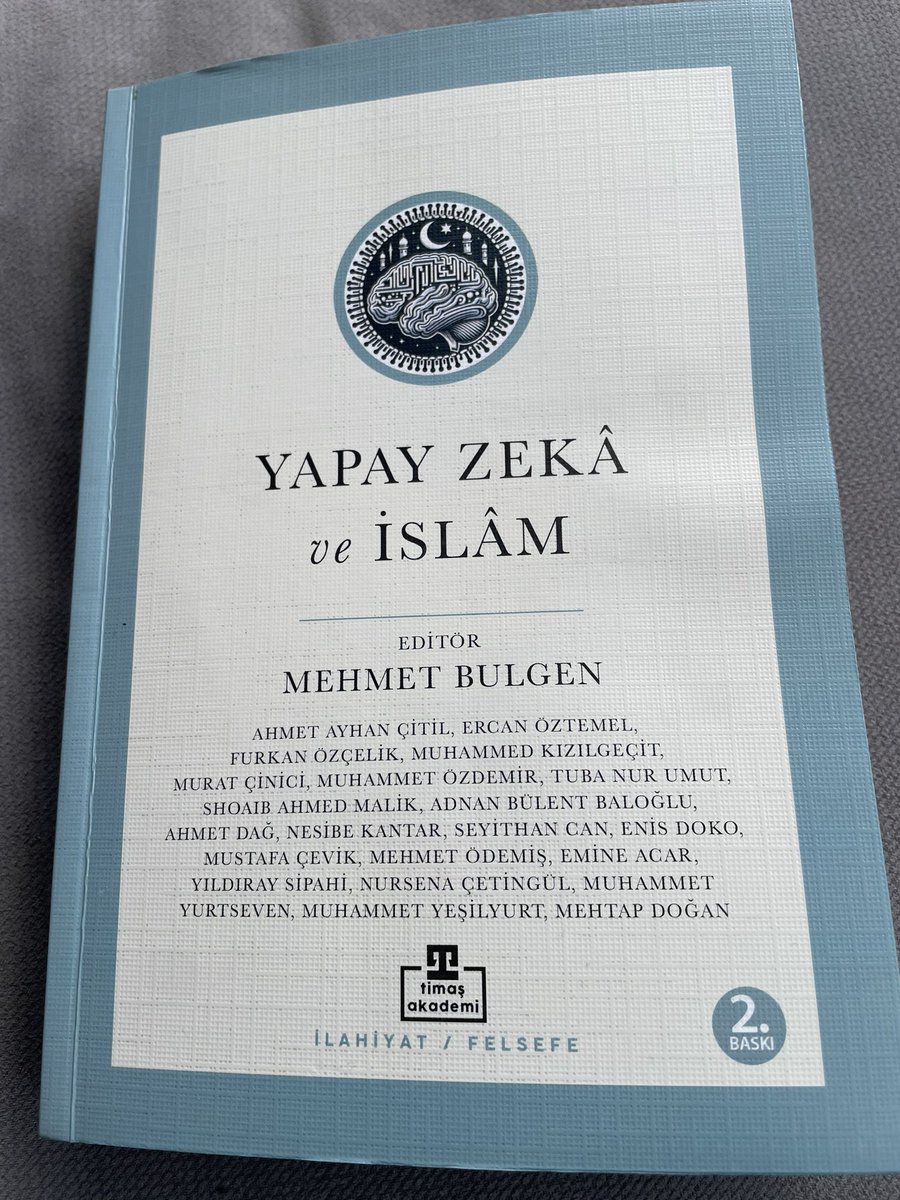 YAPAY ZEKÂ
ve İSLÂM
EDİTÖR
MEHMET BULGEN
AHMET AYHAN ÇİTİL, ERCAN ÖZTEMEL,
FURKAN ÖZÇELİK, MUHAMMED KIZILGEÇİT,
MURAT ÇİNİCİ, MUHAMMET ÖZDEMİR, TUBA NUR UMUT,
SHOAIB AHMED MALIK, ADNAN BÜLENT BALOĞLU,
AHMET DAĞ, NESİBE KANTAR, SEYİTHAN CAN, ENİS DOKO,
MUSTAFA ÇEVİK, MEHMET ÖDEMİŞ, EMİNE ACAR,
YILDIRAY SİPAHİ, NURSENA ÇETİNGÜL, MUHAMMET
YURTSEVEN, MUHAMMET YEŞİLYURT, MEHTAP DOĞAN
T
timaş
akademi
İLAHİYAT / FELSEFE
2.
BASKI